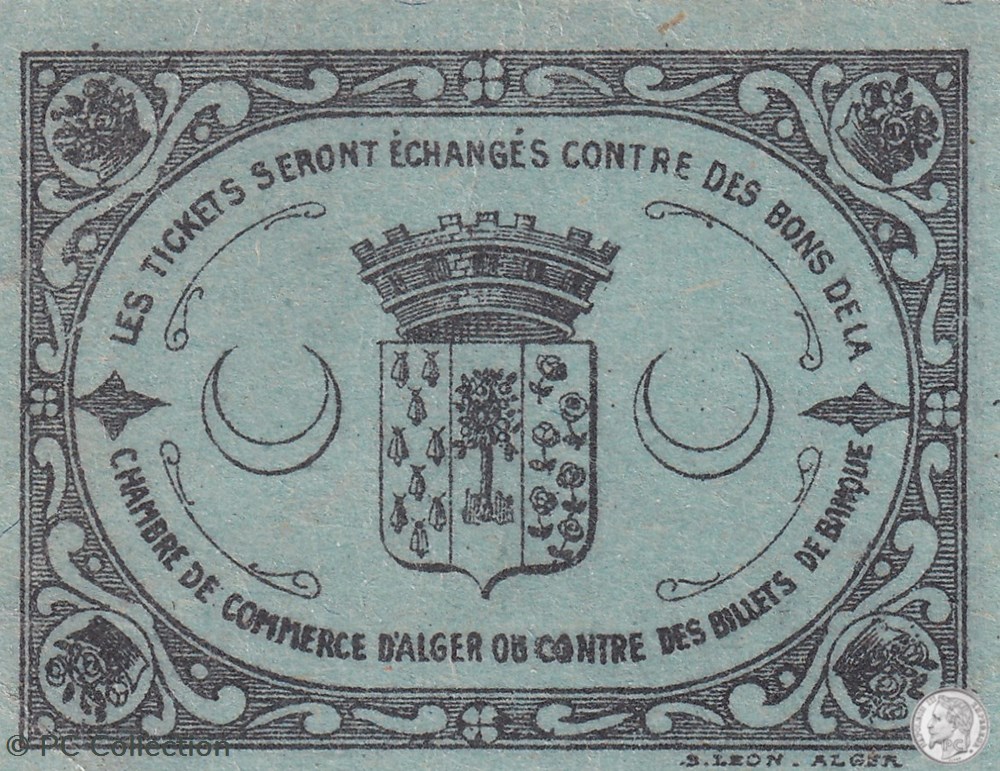 LES TICKETS SERONT ÉCHANGÉS CONTRE DES BONS DE LA
CHAMBRE DE COMMERCE D'ALGER OU CONTRE DES BILLETS DE BANQUE
S. LEON. ALGER
© PC Collection
PC